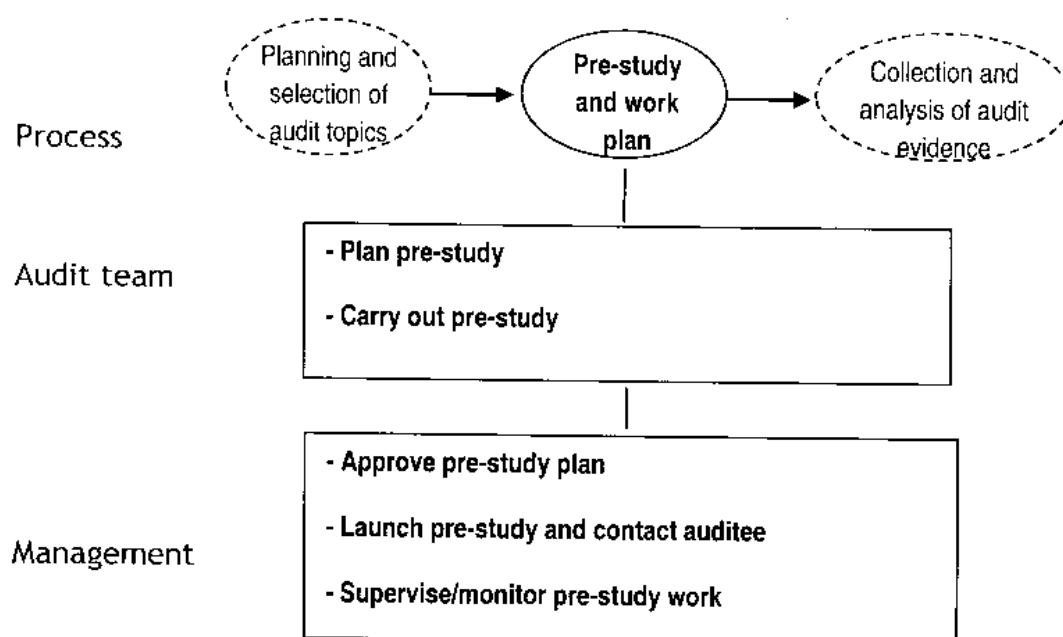 Planning and
selection of
audit topics
Pre-study
and work
plan
Collection and
analysis of audit
evidence
Process
Audit team
- Plan pre-study
- Carry out pre-study
Management
- Approve pre-study plan
- Launch pre-study and contact auditee
- Supervise/monitor pre-study work